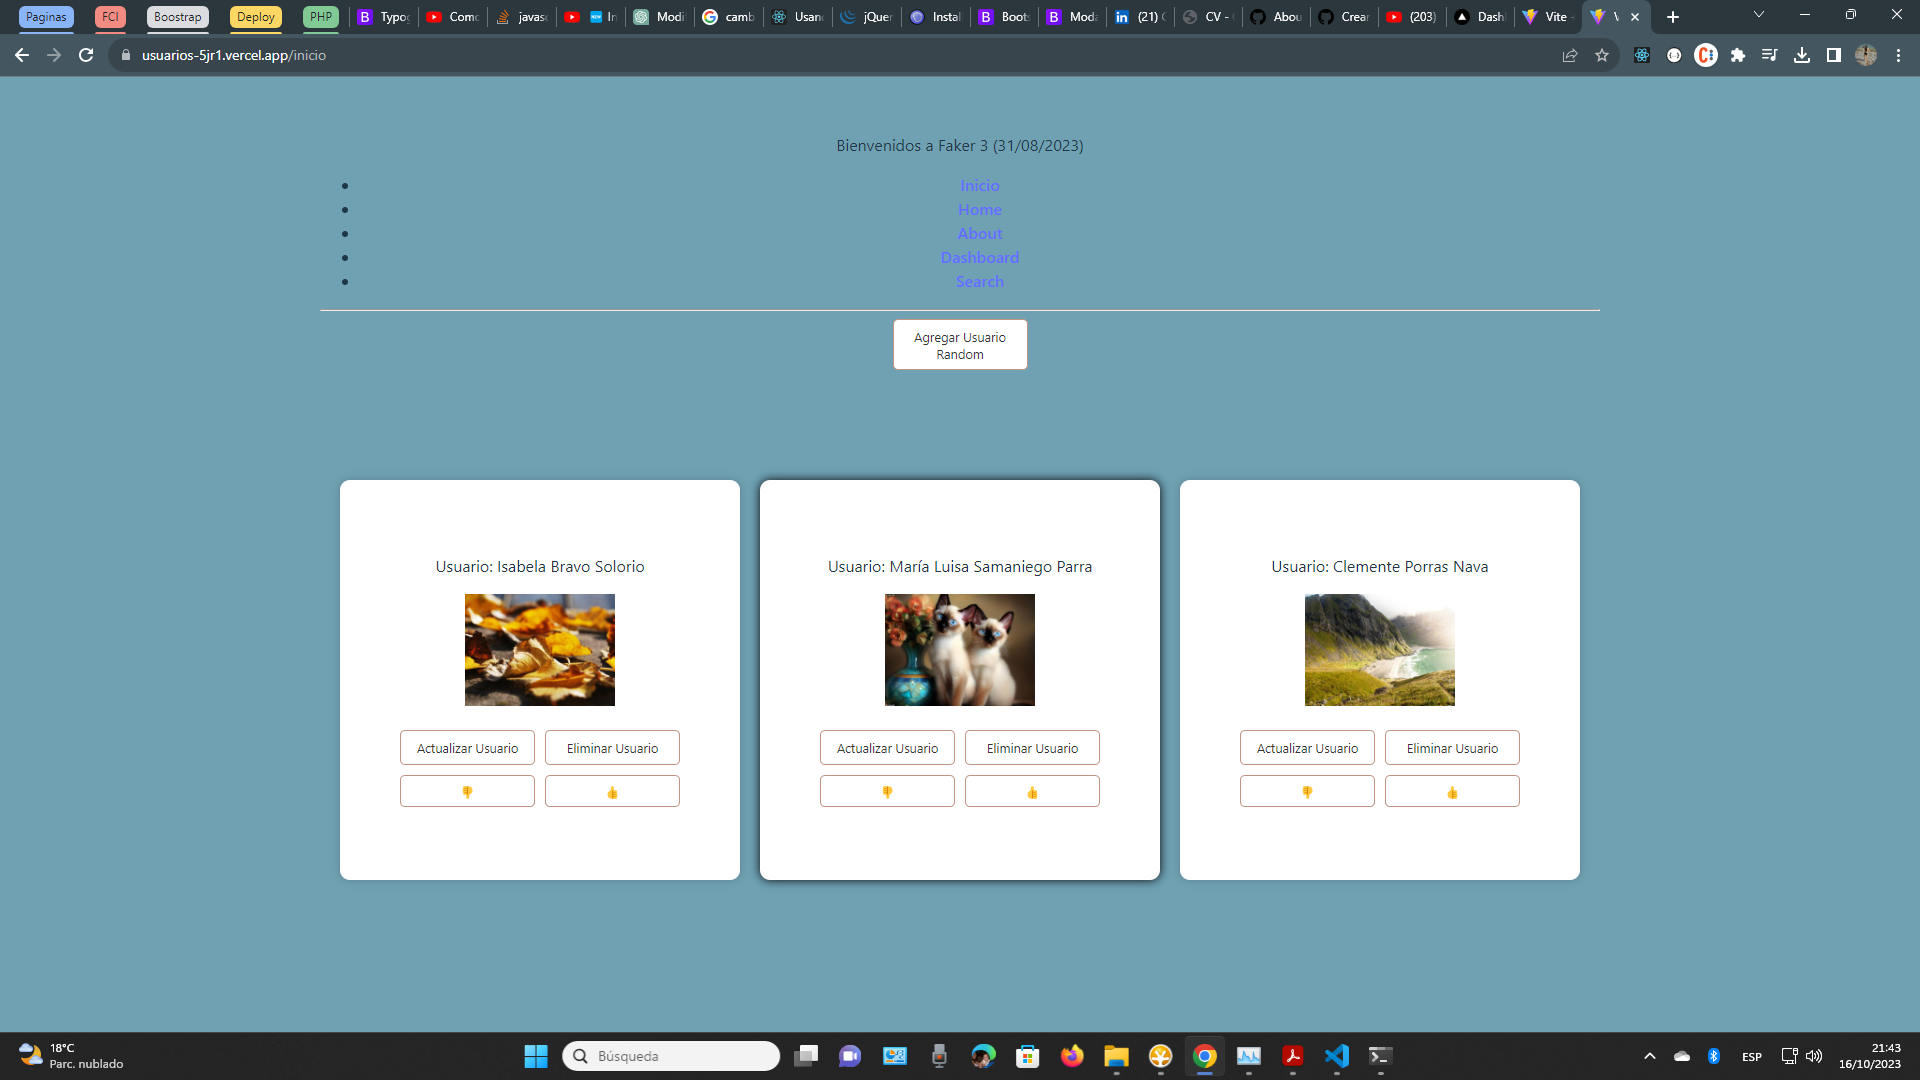 Paginas
FCI
Boostrap
Deploy
PHP
Typog
Como
javasc
In
Modi
camb
Usan
jQuer
Instal
Boots
Moda
(21) C
CV -
Abou
Crear
(203)
Dash
Vite
usuarios-5jr1.vercel.app/inicio
Bienvenidos a Faker 3 (31/08/2023)
Inicio
Home
About
Dashboard
Search
Agregar Usuario
Random
Usuario: Isabela Bravo Solorio
Usuario: María Luisa Samaniego Parra
Usuario: Clemente Porras Nava
Actualizar Usuario
Eliminar Usuario
Actualizar Usuario
Eliminar Usuario
Actualizar Usuario
Eliminar Usuario
18°C
Parc. nublado
Búsqueda
ESP
21:43
16/10/2023